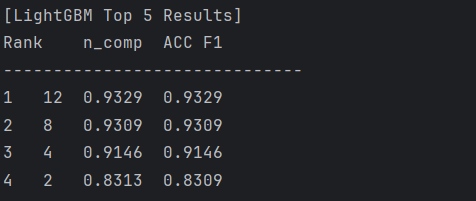 [LightGBM Top 5 Results]
Rank n_comp ACC F1
------------------------------
1 12 0.9329 0.9329
2 8 0.9309 0.9309
3 4 0.9146 0.9146
4 2 0.8313 0.8309